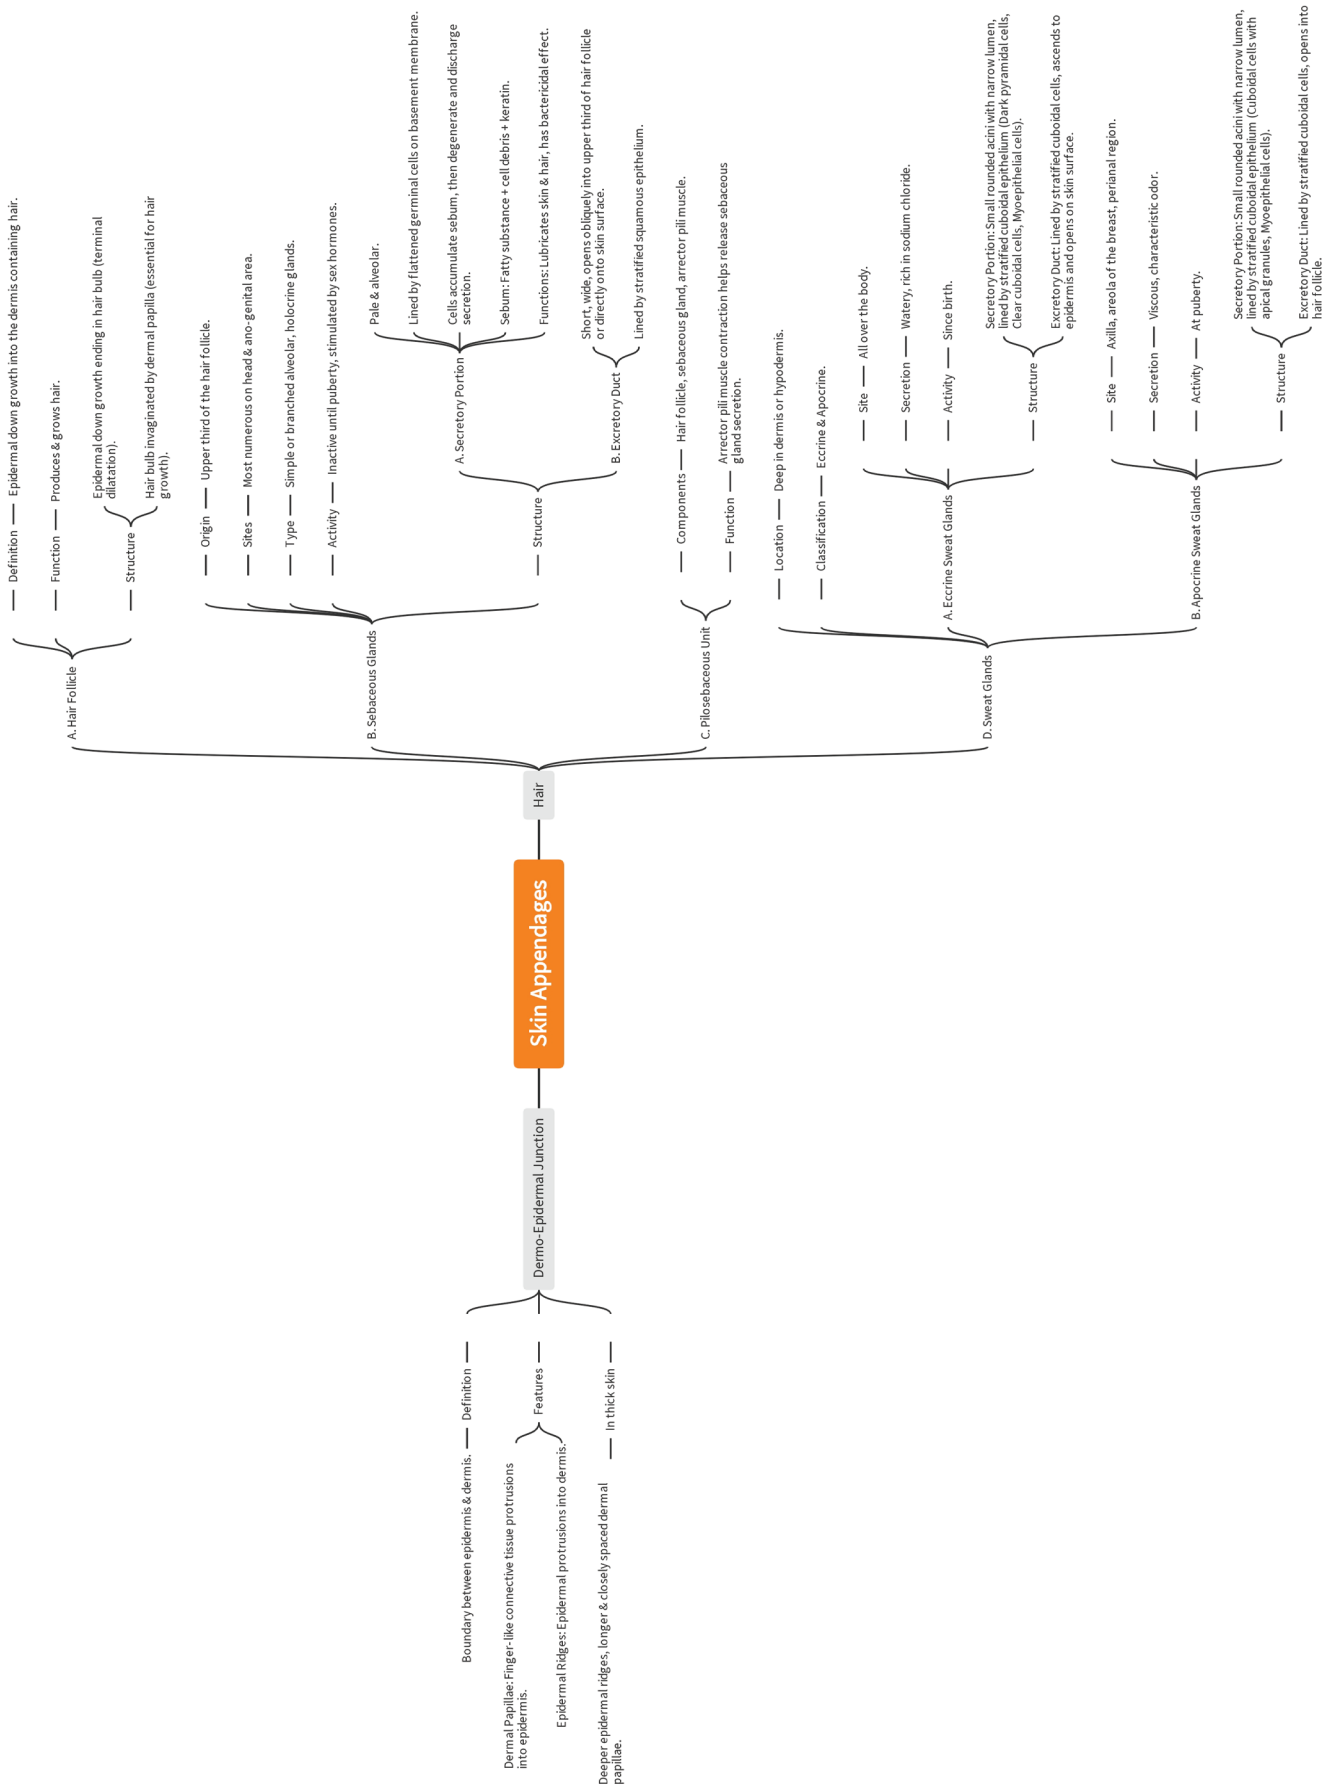 Skin Appendages
Hair
A. Hair Follicle
Definition
Epidermal down growth into the dermis containing hair.
Function
Produces & grows hair.
Structure
Epidermal down growth ending in hair bulb (terminal
dilatation).
Hair bulb invaginated by dermal papilla (essential for hair
growth).
B. Sebaceous Glands
Origin
Upper third of the hair follicle.
Sites
Most numerous on head & ano-genital area.
Type
Simple or branched alveolar, holocrine glands.
Activity
Inactive until puberty, stimulated by sex hormones.
Structure
A. Secretory Portion
Pale & alveolar.
Lined by flattened germinal cells on basement membrane.
Cells accumulate sebum, then degenerate and discharge
secretion.
Sebum: Fatty substance + cell debris + keratin.
Functions: Lubricates skin & hair, has bactericidal effect.
B. Excretory Duct
Short, wide, opens obliquely into upper third of hair follicle
or directly onto skin surface.
Lined by stratified squamous epithelium.
C. Pilosebaceous Unit
Components
Hair follicle, sebaceous gland, arrector pili muscle.
Function
Arrector pili muscle contraction helps release sebaceous
gland secretion.
D. Sweat Glands
Location
Deep in dermis or hypodermis.
Classification
Eccrine & Apocrine.
A. Eccrine Sweat Glands
Site
All over the body.
Secretion
Watery, rich in sodium chloride.
Activity
Since birth.
Structure
Secretory Portion: Small rounded acini with narrow lumen,
lined by stratified cuboidal epithelium (Dark pyramidal cells,
Clear cuboidal cells, Myoepithelial cells).
Excretory Duct: Lined by stratified cuboidal cells, ascends to
epidermis and opens on skin surface.
B. Apocrine Sweat Glands
Site
Axilla, areola of the breast, perianal region.
Secretion
Viscous, characteristic odor.
Activity
At puberty.
Structure
Secretory Portion: Small rounded acini with narrow lumen,
lined by stratified cuboidal epithelium (Cuboidal cells with
apical granules, Myoepithelial cells).
Excretory Duct: Lined by stratified cuboidal cells, opens into
hair follicle.
Dermo-Epidermal Junction
Definition
Boundary between epidermis & dermis.
Features
Dermal Papillae: Finger-like connective tissue protrusions
into epidermis.
Epidermal Ridges: Epidermal protrusions into dermis.
In thick skin
Deeper epidermal ridges, longer & closely spaced dermal
papillae.